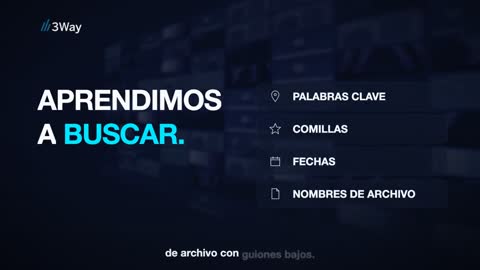 3Way
APRENDIMOS
A BUSCAR.
PALABRAS CLAVE
COMILLAS
FECHAS
NOMBRES DE ARCHIVO
de archivo con guiones bajos.